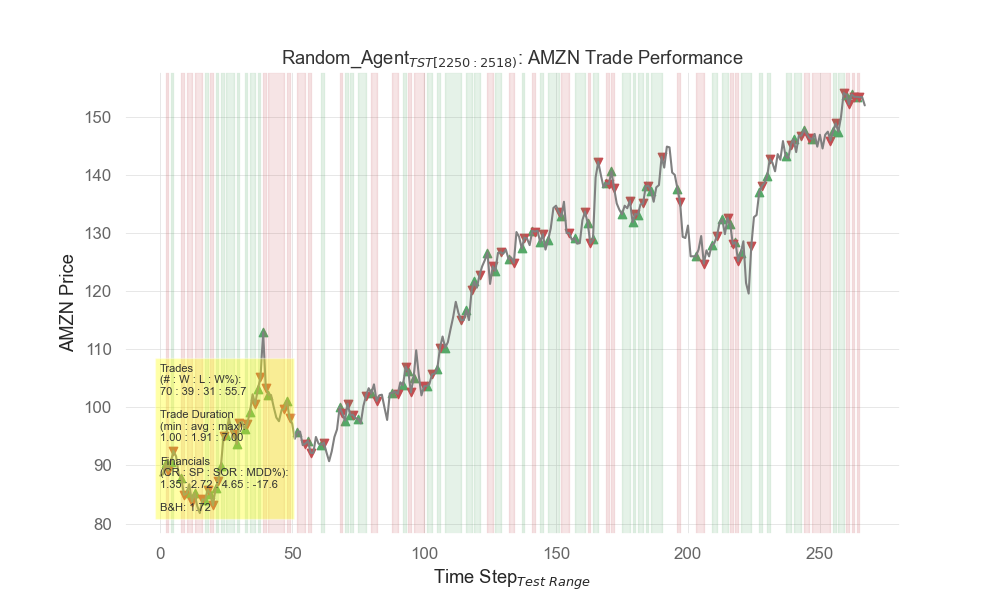 Random_Agent TST[2250 : 2518) : AMZN Trade Performance
AMZN Price
150
140
130
120
110
100
90
80
Trades
(# : W : L : W%):
70 : 39 : 31 : 55.7
Trade Duration
(min : avg : max):
1.00 : 1.91 : 7.00
Financials
(CR : SP : SOR : MDD%):
1.35 : 2.72 : 4.65 : -17.6
B&H: 1.72
0 50 100 150 200 250
Time Step Test Range